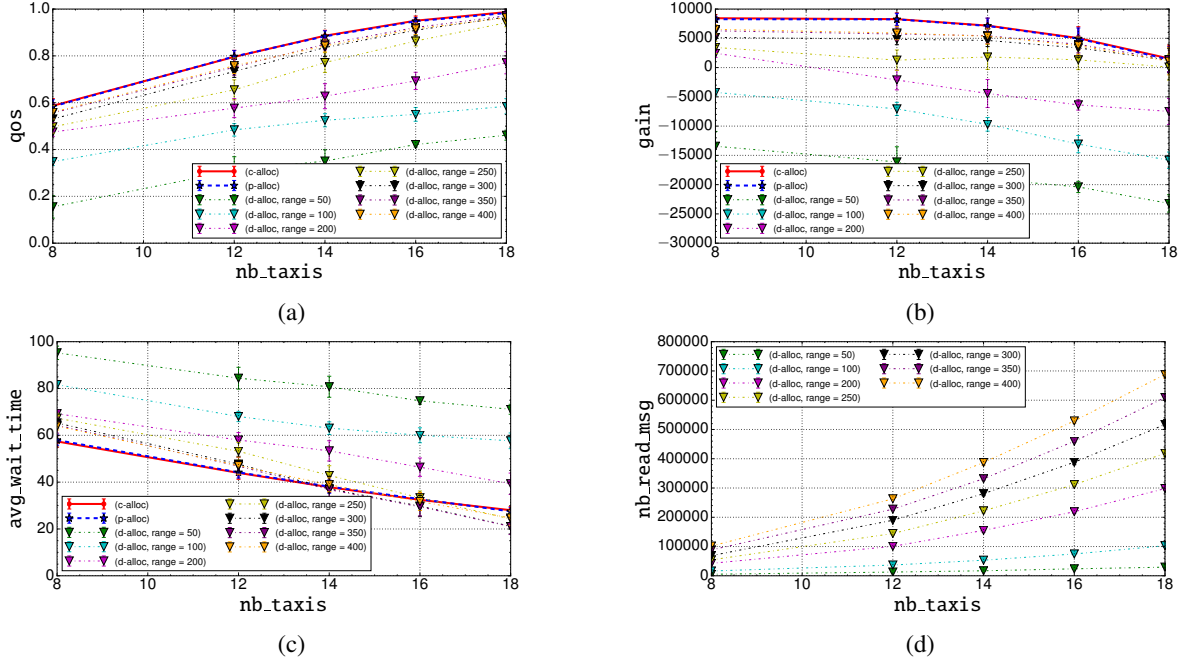 1.0
0.8
0.6
0.4
0.2
0.0
qos
8 10 12 14 16 18
nb_taxis
(c-alloc)
(p-alloc)
(d-alloc, range = 50)
(d-alloc, range = 100)
(d-alloc, range = 200)
(d-alloc, range = 250)
(d-alloc, range = 300)
(d-alloc, range = 350)
(d-alloc, range = 400)
(a)
10000
5000
0
−5000
−10000
−15000
−20000
−25000
−30000
gain
8 10 12 14 16 18
nb_taxis
(c-alloc)
(p-alloc)
(d-alloc, range = 50)
(d-alloc, range = 100)
(d-alloc, range = 200)
(d-alloc, range = 250)
(d-alloc, range = 300)
(d-alloc, range = 350)
(d-alloc, range = 400)
(b)
100
80
60
40
20
0
avg_wait_time
8 10 12 14 16 18
nb_taxis
(c-alloc)
(p-alloc)
(d-alloc, range = 50)
(d-alloc, range = 100)
(d-alloc, range = 200)
(d-alloc, range = 250)
(d-alloc, range = 300)
(d-alloc, range = 350)
(d-alloc, range = 400)
(c)
800000
700000
600000
500000
400000
300000
200000
100000
0
nb_read_msg
8 10 12 14 16 18
nb_taxis
(d-alloc, range = 50)
(d-alloc, range = 100)
(d-alloc, range = 200)
(d-alloc, range = 250)
(d-alloc, range = 300)
(d-alloc, range = 350)
(d-alloc, range = 400)
(d)